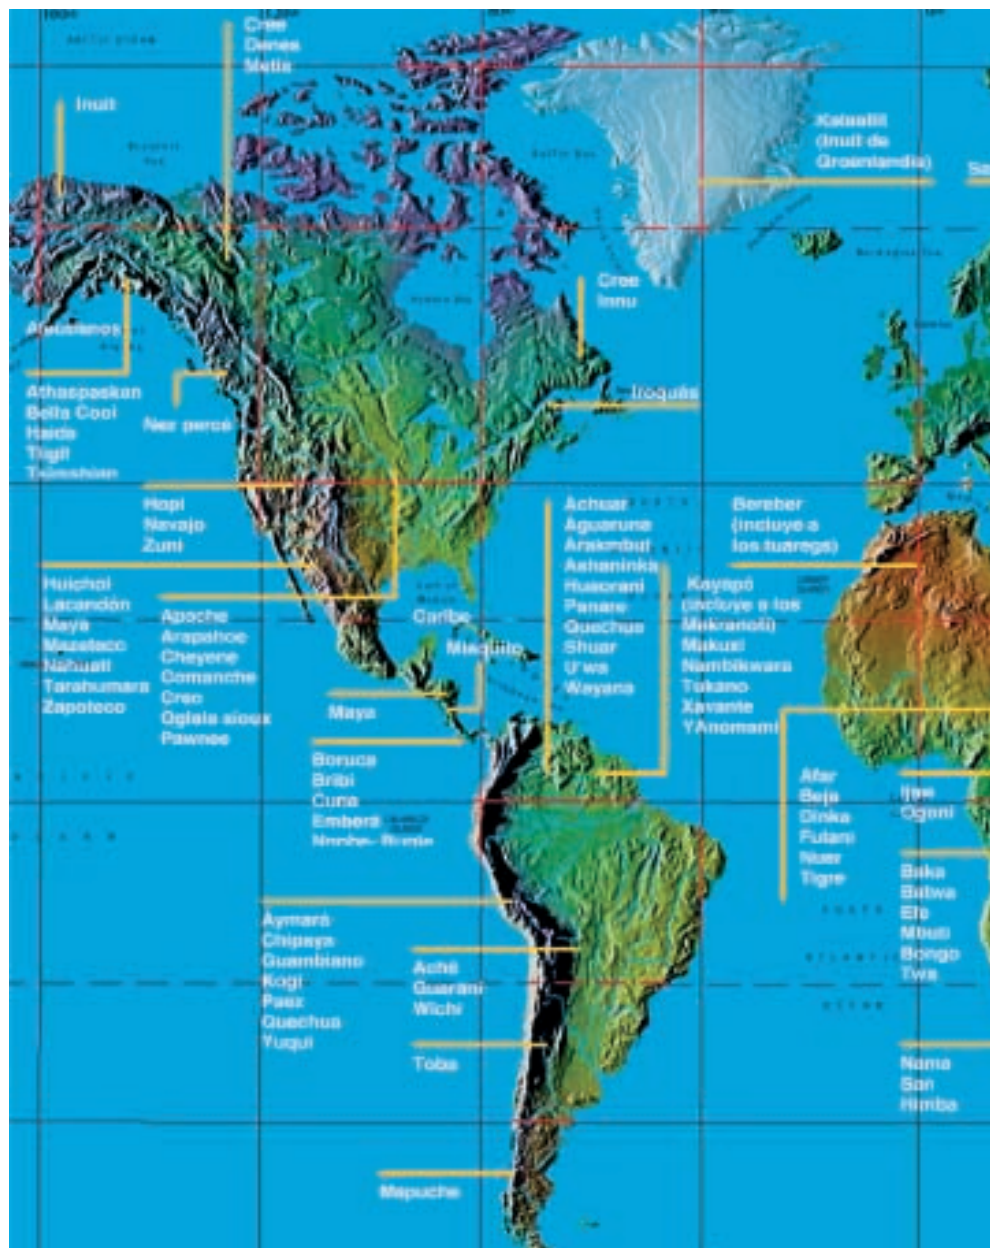 Cree
Denes
Metis
Inuit
Kalaallit
(Inuit de
Groenlandia)
Cree
Innu
Aleutianos
Athaspaskan
Bella Cool
Haida
Tligit
Tsimshian
Nez percé
Iroqués
Hopi
Navajo
Zuni
Huichol
Lacandón
Maya
Mazateco
Nahuatl
Tarahumara
Zapoteco
Apache
Arapahoe
Cheyene
Comanche
Creo
Oglala sioux
Pawnee
Caribe
Misquito
Maya
Boruca
Bribi
Cuna
Emberá
Achuar
Aguaruna
Arakmbut
Ashaninka
Huaorani
Panare
Quechua
Shuar
U'wa
Wayana
Bereber
(incluye a
los tuaregs)
Kayapó
(incluye a los
Mekranoti)
Makuxi
Nambikwara
Tukano
Xavante
YAnomami
Afar
Beja
Dinka
Fulani
Nuer
Tigre
Ijaw
Ogoni
Baka
Batwa
Efe
Mbuti
Bongo
Twa
Aymará
Chipaya
Guambiano
Kogi
Paez
Quechua
Yuqui
Aché
Guarani
Wichi
Toba
Nama
San
Himba
Mapuche